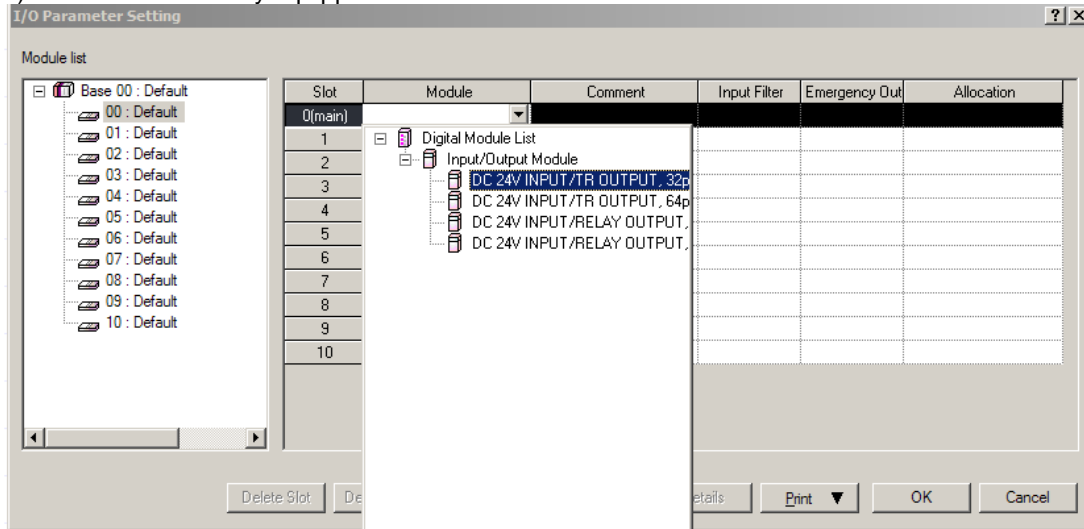 I/O Parameter Setting
Module list
Base 00 : Default
00 : Default
01 : Default
02 : Default
03 : Default
04 : Default
05 : Default
06 : Default
07 : Default
08 : Default
09 : Default
10 : Default
Slot Module Comment Input Filter Emergency Out Allocation
0(main)
1
2
3
4
5
6
7
8
9
10
Digital Module List
Input/Output Module
DC 24V INPUT/TR OUTPUT, 32p
DC 24V INPUT/TR OUTPUT, 64p
DC 24V INPUT/RELAY OUTPUT,
DC 24V INPUT/RELAY OUTPUT,
Delete Slot De etails Print ▼ OK Cancel